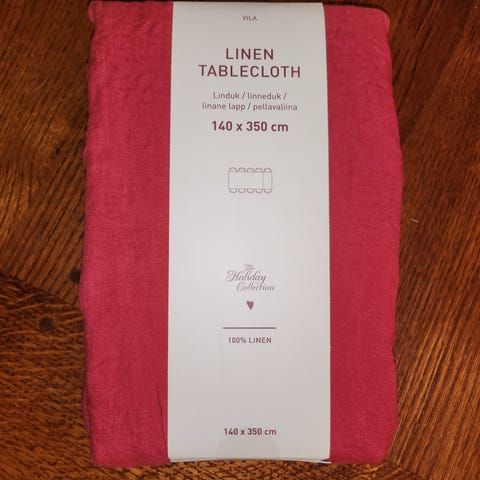 VILA
LINEN
TABLECLOTH
Linduk / linneduk /
linane lapp / pellavaliina
140 x 350 cm
The
Holiday
Collection
100% LINEN
140 x 350 cm